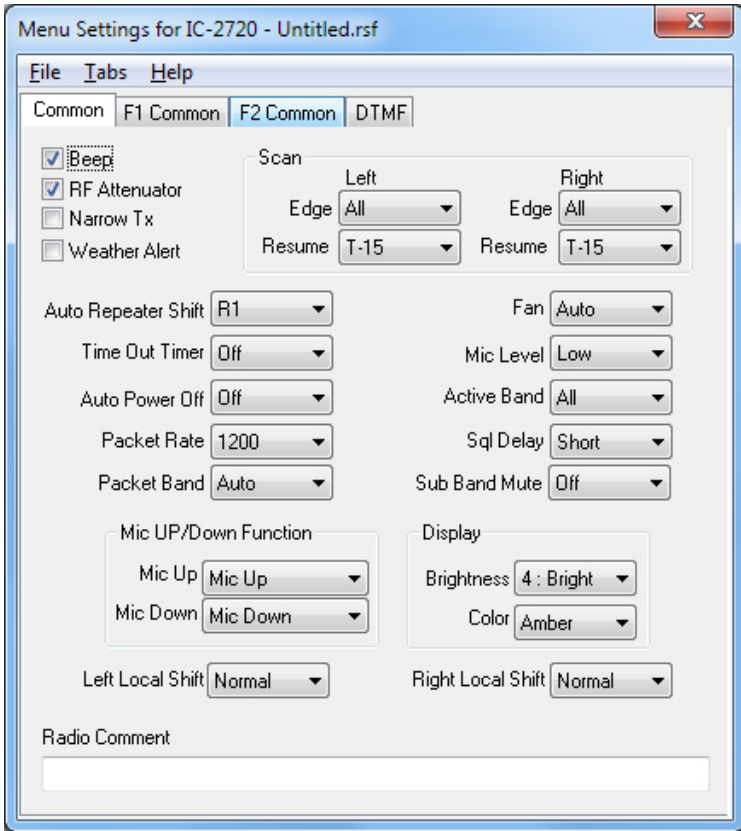 Menu Settings for IC-2720 - Untitled.rsf
File Tabs Help
Common F1 Common F2 Common DTMF
Beep
RF Attenuator
Narrow Tx
Weather Alert
Scan
Left Right
Edge All Edge All
Resume T-15 Resume T-15
Auto Repeater Shift R1 Fan Auto
Time Out Timer Off Mic Level Low
Auto Power Off Off Active Band All
Packet Rate 1200 Sql Delay Short
Packet Band Auto Sub Band Mute Off
Mic UP/Down Function
Mic Up Mic Up
Mic Down Mic Down
Display
Brightness 4 : Bright
Color Amber
Left Local Shift Normal Right Local Shift Normal
Radio Comment